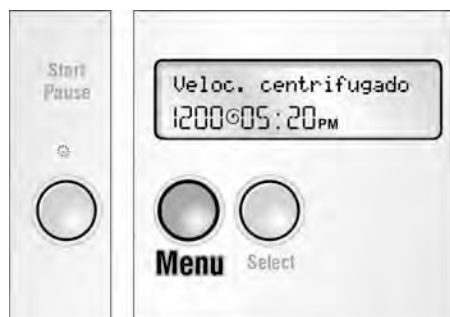 Start
Pause
Veloc. centrifugado
1200 05:20PM
Menu
Select